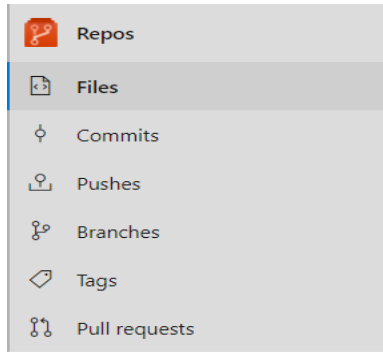 Repos
Files
Commits
Pushes
Branches
Tags
Pull requests